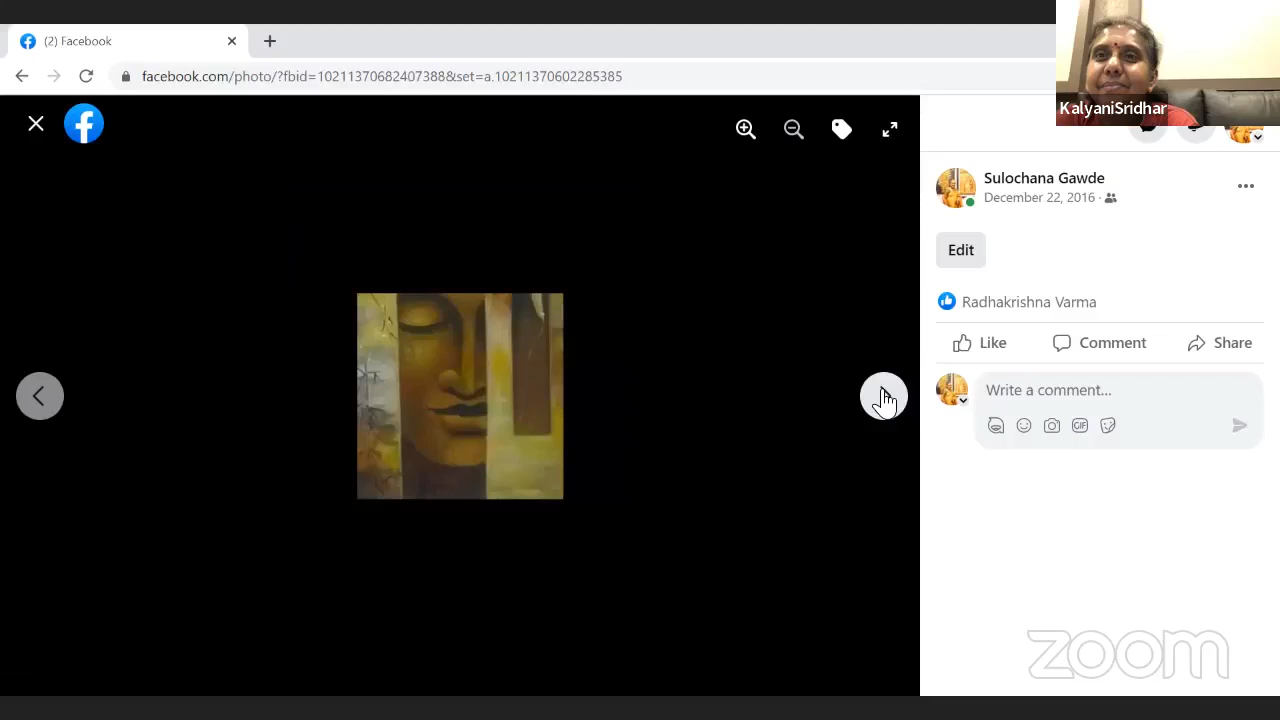 (2) Facebook
facebook.com/photo/?fbid=10211370682407388&set=a.10211370602285385
KalyaniSridhar
Sulochana Gawde
December 22, 2016 ·
Edit
Radhakrishna Varma
Like Comment Share
Write a comment...
GIF
zoom